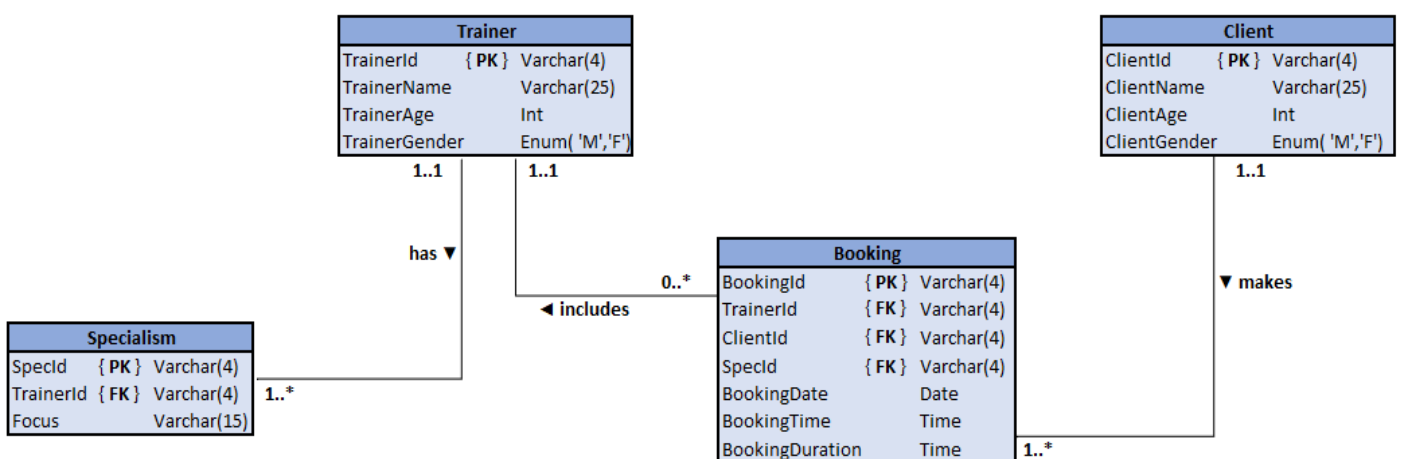 Trainer
TrainerId { PK } Varchar(4)
TrainerName Varchar(25)
TrainerAge Int
TrainerGender Enum( 'M','F')
1..1 1..1
has ▼
0..*
◄ includes
Client
ClientId { PK } Varchar(4)
ClientName Varchar(25)
ClientAge Int
ClientGender Enum( 'M','F')
1..1
▼ makes
Booking
BookingId { PK } Varchar(4)
TrainerId { FK } Varchar(4)
ClientId { FK } Varchar(4)
SpecId { FK } Varchar(4)
BookingDate Date
BookingTime Time
BookingDuration Time
1..*
Specialism
SpecId { PK } Varchar(4)
TrainerId { FK } Varchar(4)
Focus Varchar(15)
1..*